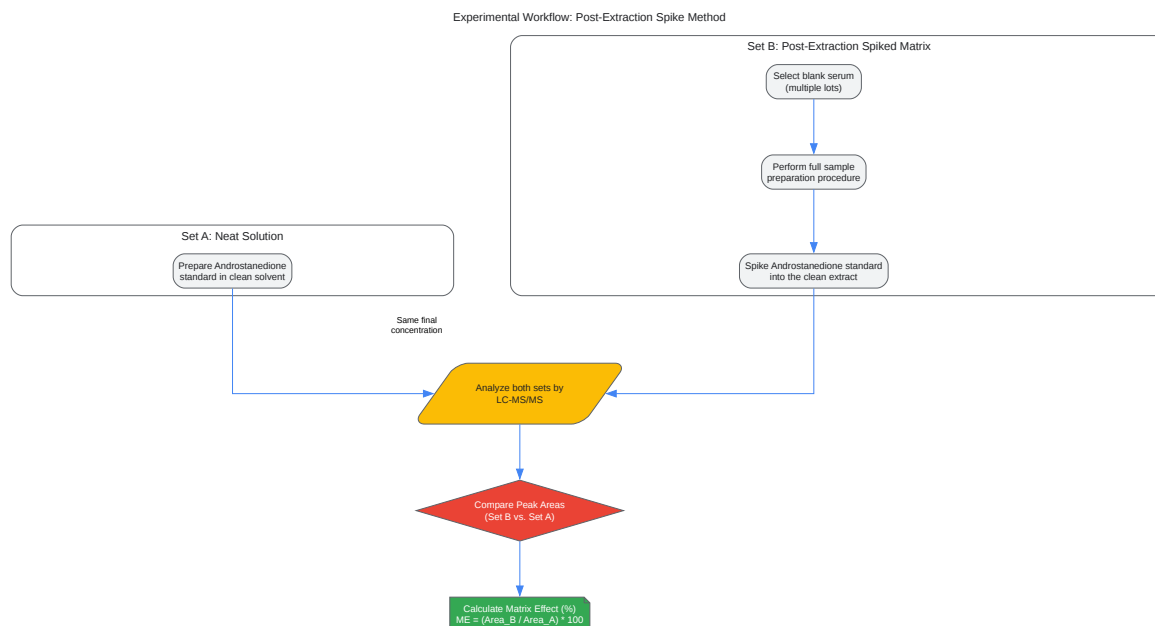 Experimental Workflow: Post-Extraction Spike Method
Set B: Post-Extraction Spiked Matrix
Select blank serum
(multiple lots)
Perform full sample
preparation procedure
Set A: Neat Solution
Prepare Androstanedione
standard in clean solvent
Spike Androstanedione standard
into the clean extract
Same final
concentration
Analyze both sets by
LC-MS/MS
Compare Peak Areas
(Set B vs. Set A)
Calculate Matrix Effect (%)
ME = (Area_B / Area_A) * 100